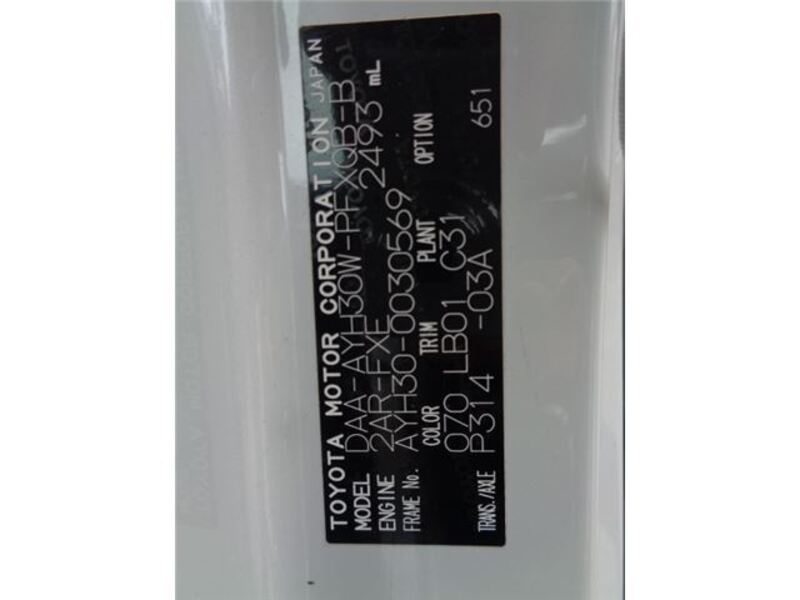 TOYOTA MOTOR CORPORATION JAPAN
MODEL DAA-AYH30W-PFXQB-B
ENGINE 2AR-FXE 2493 mL
FRAME No. AYH30-0030569
COLOR TRIM PLANT OPTION
070 LB01 C31
TRANS./AXLE P314 -03A 651